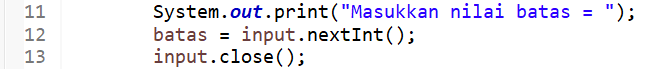 11 System.out.print("Masukkan nilai batas = ");
12 batas = input.nextInt();
13 input.close();